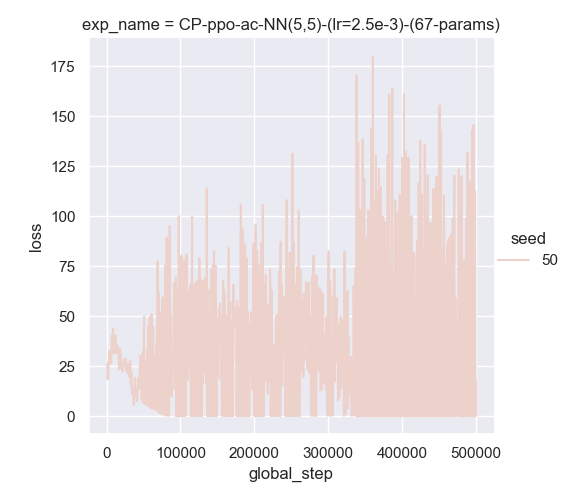 exp_name = CP-ppo-ac-NN(5,5)-(lr=2.5e-3)-(67-params)
175
150
125
100
75
50
25
0
loss
seed
50
0 100000 200000 300000 400000 500000
global_step